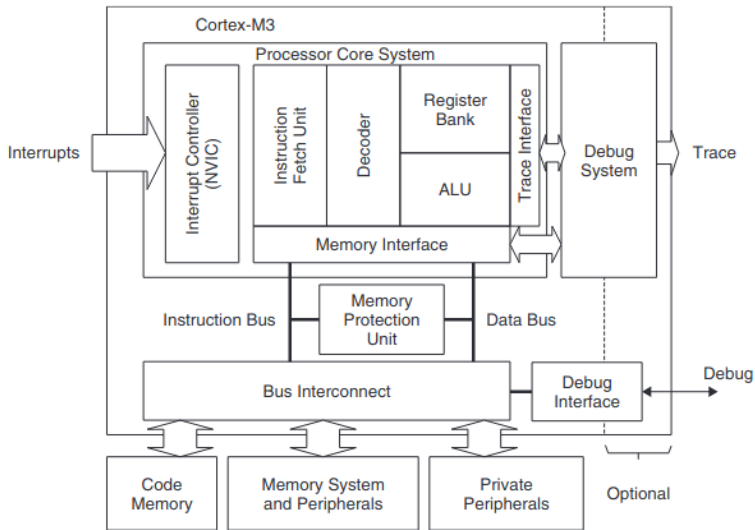 Cortex-M3
Processor Core System
Interrupts
Interrupt Controller
(NVIC)
Instruction
Fetch Unit
Decoder
Register
Bank
ALU
Trace Interface
Debug
System
Trace
Memory Interface
Instruction Bus
Memory
Protection
Unit
Data Bus
Bus Interconnect
Debug
Interface
Debug
Code
Memory
Memory System
and Peripherals
Private
Peripherals
Optional